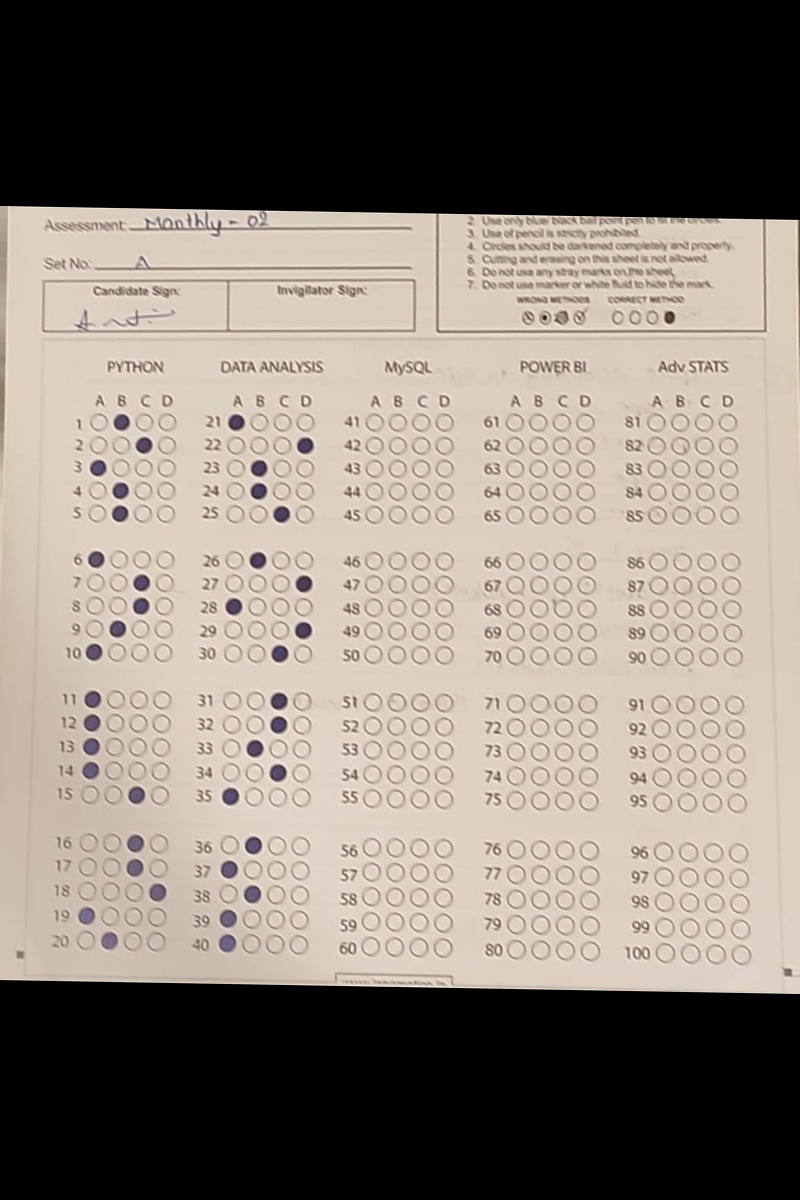 Assessment: Monthly - 02
Set No: A
Candidate Sign:
Invigilator Sign:
2. Use only blue/ black ball point pen to fill the circles.
3. Use of pencil is strictly prohibited.
4. Circles should be darkened completely and properly.
5. Cutting and erasing on this sheet is not allowed.
6. Do not use any stray marks on the sheet.
7. Do not use marker or white fluid to hide the mark.
WRONG METHODS CORRECT METHOD
PYTHON DATA ANALYSIS MySQL POWER BI Adv STATS
A B C D A B C D A B C D A B C D A B C D
1 21 41 61 81
2 22 42 62 82
3 23 43 63 83
4 24 44 64 84
5 25 45 65 85
6 26 46 66 86
7 27 47 67 87
8 28 48 68 88
9 29 49 69 89
10 30 50 70 90
11 31 51 71 91
12 32 52 72 92
13 33 53 73 93
14 34 54 74 94
15 35 55 75 95
16 36 56 76 96
17 37 57 77 97
18 38 58 78 98
19 39 59 79 99
20 40 60 80 100